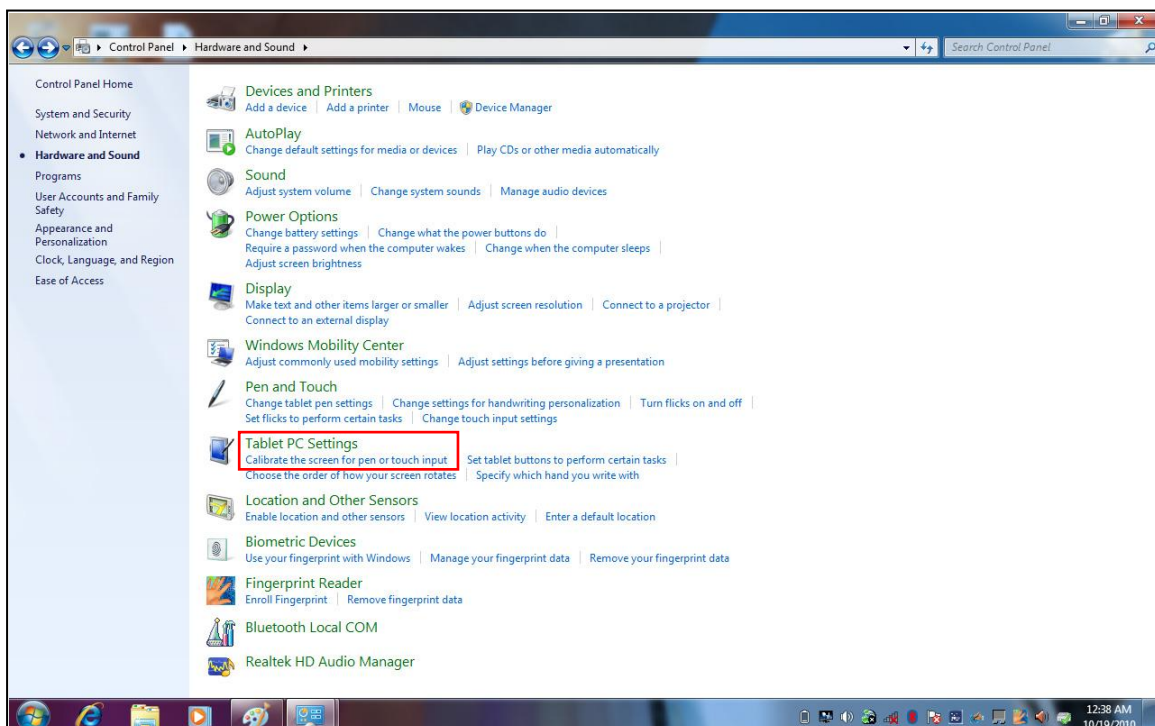 Control Panel ▸ Hardware and Sound ▸
Search Control Panel
Control Panel Home
System and Security
Network and Internet
Hardware and Sound
Programs
User Accounts and Family
Safety
Appearance and
Personalization
Clock, Language, and Region
Ease of Access
Devices and Printers
Add a device | Add a printer | Mouse | Device Manager
AutoPlay
Change default settings for media or devices | Play CDs or other media automatically
Sound
Adjust system volume | Change system sounds | Manage audio devices
Power Options
Change battery settings | Change what the power buttons do |
Require a password when the computer wakes | Change when the computer sleeps |
Adjust screen brightness
Display
Make text and other items larger or smaller | Adjust screen resolution | Connect to a projector |
Connect to an external display
Windows Mobility Center
Adjust commonly used mobility settings | Adjust settings before giving a presentation
Pen and Touch
Change tablet pen settings | Change settings for handwriting personalization | Turn flicks on and off |
Set flicks to perform certain tasks | Change touch input settings
Tablet PC Settings
Calibrate the screen for pen or touch input | Set tablet buttons to perform certain tasks |
Choose the order of how your screen rotates | Specify which hand you write with
Location and Other Sensors
Enable location and other sensors | View location activity | Enter a default location
Biometric Devices
Use your fingerprint with Windows | Manage your fingerprint data | Remove your fingerprint data
Fingerprint Reader
Enroll Fingerprint | Remove fingerprint data
Bluetooth Local COM
Realtek HD Audio Manager
12:38 AM
10/19/2010